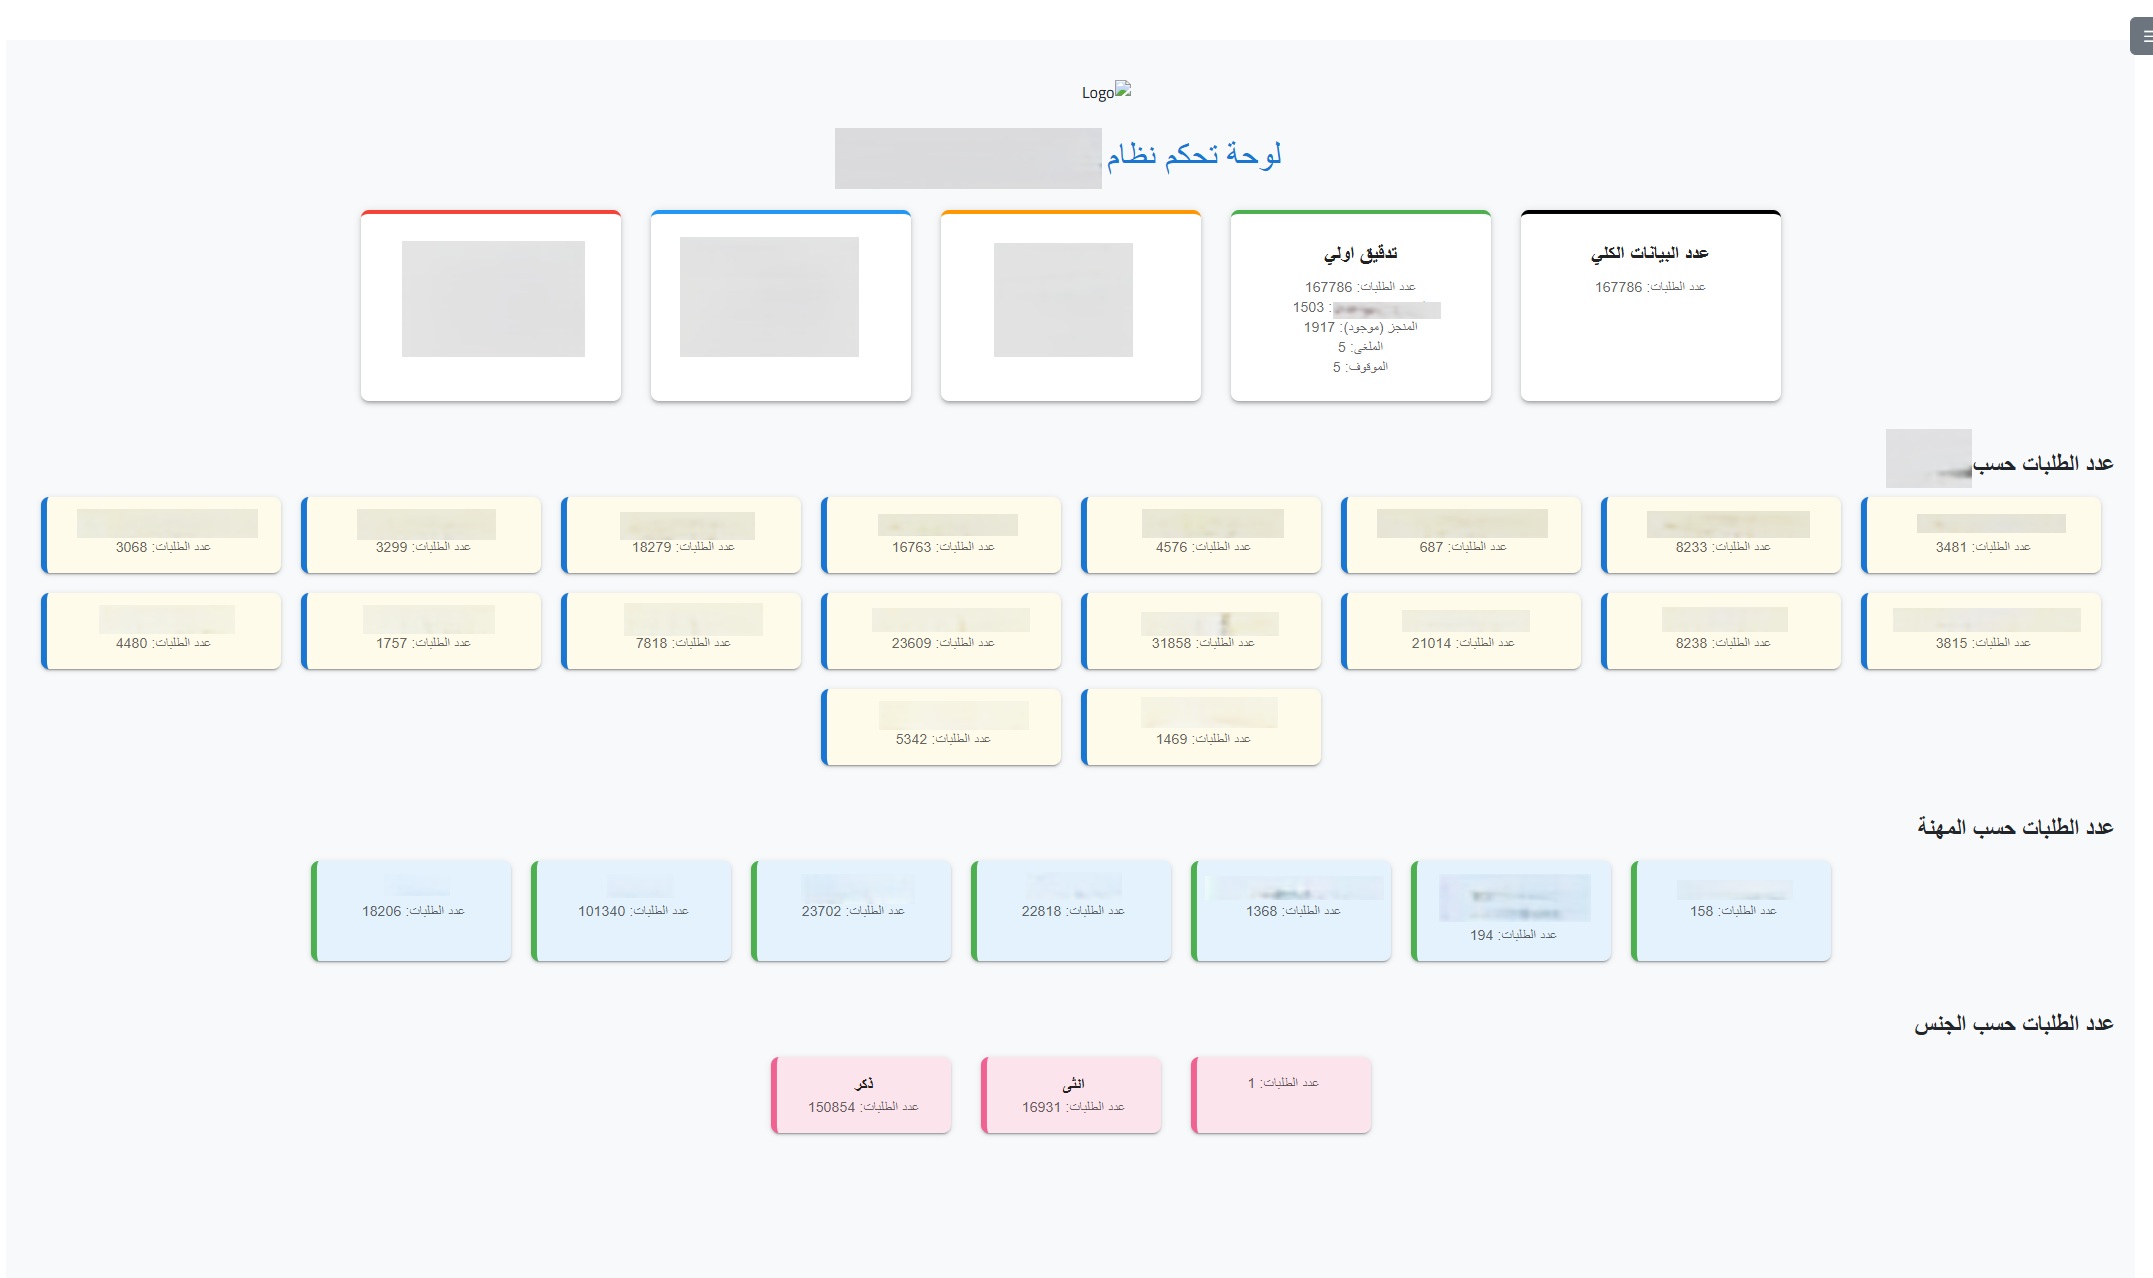 Logo
لوحة تحكم نظام
عدد البيانات الكلي
عدد الطلبات: 167786
تدقيق اولي
عدد الطلبات: 167786
: 1503
المنجز (موجود): 1917
الملغى: 5
الموقوف: 5
عدد الطلبات حسب
عدد الطلبات: 3481
عدد الطلبات: 8233
عدد الطلبات: 687
عدد الطلبات: 4576
عدد الطلبات: 16763
عدد الطلبات: 18279
عدد الطلبات: 3299
عدد الطلبات: 3068
عدد الطلبات: 3815
عدد الطلبات: 8238
عدد الطلبات: 21014
عدد الطلبات: 31858
عدد الطلبات: 23609
عدد الطلبات: 7818
عدد الطلبات: 1757
عدد الطلبات: 4480
عدد الطلبات: 1469
عدد الطلبات: 5342
عدد الطلبات حسب المهنة
عدد الطلبات: 158
عدد الطلبات: 194
عدد الطلبات: 1368
عدد الطلبات: 22818
عدد الطلبات: 23702
عدد الطلبات: 101340
عدد الطلبات: 18206
عدد الطلبات حسب الجنس
عدد الطلبات: 1
انثى
عدد الطلبات: 16931
ذكر
عدد الطلبات: 150854